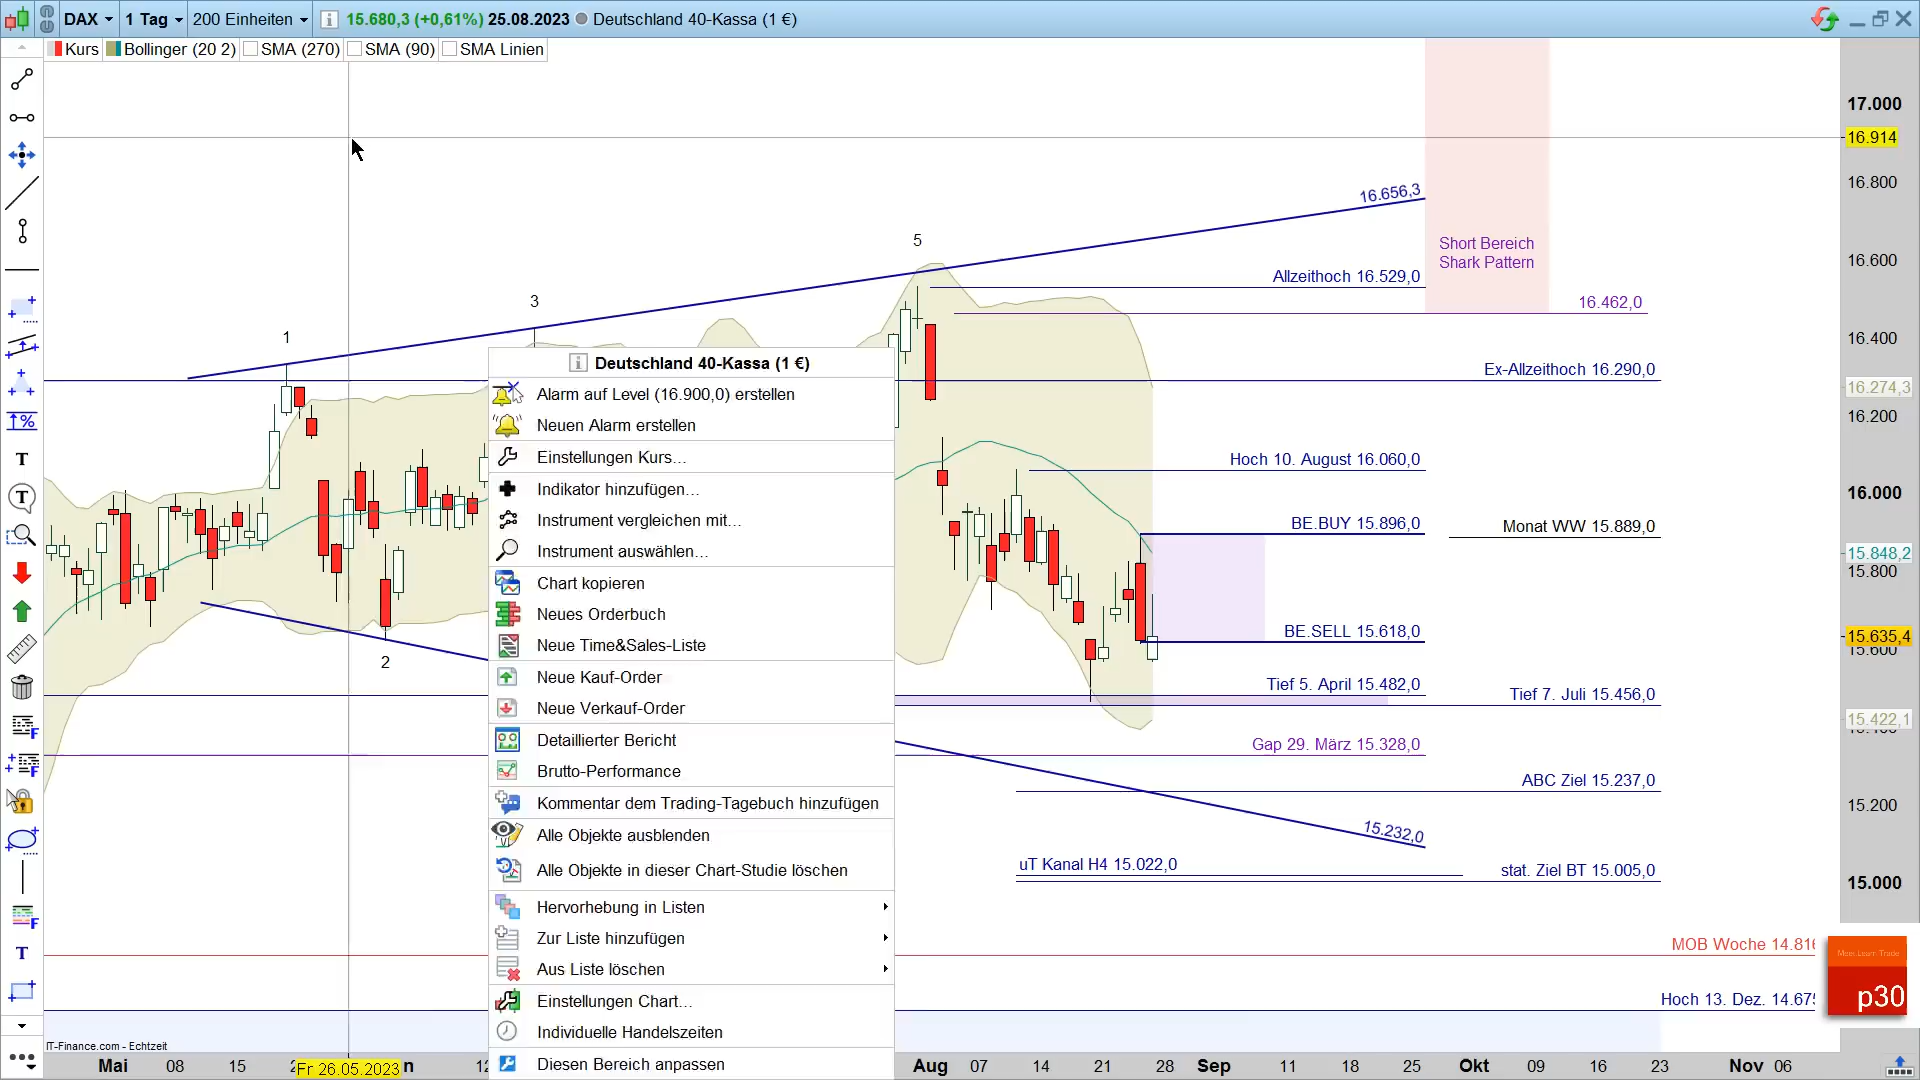 DAX
1 Tag
200 Einheiten
15.680,3 (+0,61%) 25.08.2023
Deutschland 40-Kassa (1 €)
Kurs
Bollinger (20 2)
SMA (270)
SMA (90)
SMA Linien
17.000
16.914
16.800
16.656,3
5
Short Bereich
Shark Pattern
16.600
Allzeithoch 16.529,0
3
16.462,0
1
16.400
Ex-Allzeithoch 16.290,0
16.274,3
16.200
Hoch 10. August 16.060,0
16.000
BE.BUY 15.896,0
Monat WW 15.889,0
15.848,2
15.800
BE.SELL 15.618,0
15.635,4
15.600
2
Tief 5. April 15.482,0
Tief 7. Juli 15.456,0
15.422,1
Gap 29. März 15.328,0
ABC Ziel 15.237,0
15.200
15.232,0
uT Kanal H4 15.022,0
stat. Ziel BT 15.005,0
15.000
MOB Woche 14.816
Hoch 13. Dez. 14.675
Deutschland 40-Kassa (1 €)
Alarm auf Level (16.900,0) erstellen
Neuen Alarm erstellen
Einstellungen Kurs...
Indikator hinzufügen...
Instrument vergleichen mit...
Instrument auswählen...
Chart kopieren
Neues Orderbuch
Neue Time&Sales-Liste
Neue Kauf-Order
Neue Verkauf-Order
Detaillierter Bericht
Brutto-Performance
Kommentar dem Trading-Tagebuch hinzufügen
Alle Objekte ausblenden
Alle Objekte in dieser Chart-Studie löschen
Hervorhebung in Listen
Zur Liste hinzufügen
Aus Liste löschen
Einstellungen Chart...
Individuelle Handelszeiten
Diesen Bereich anpassen
p30
IT-Finance.com - Echtzeit
Mai
08
15
Fr 26.05.2023
n
12
Aug
07
14
21
28
Sep
11
18
25
Okt
09
16
23
Nov
06